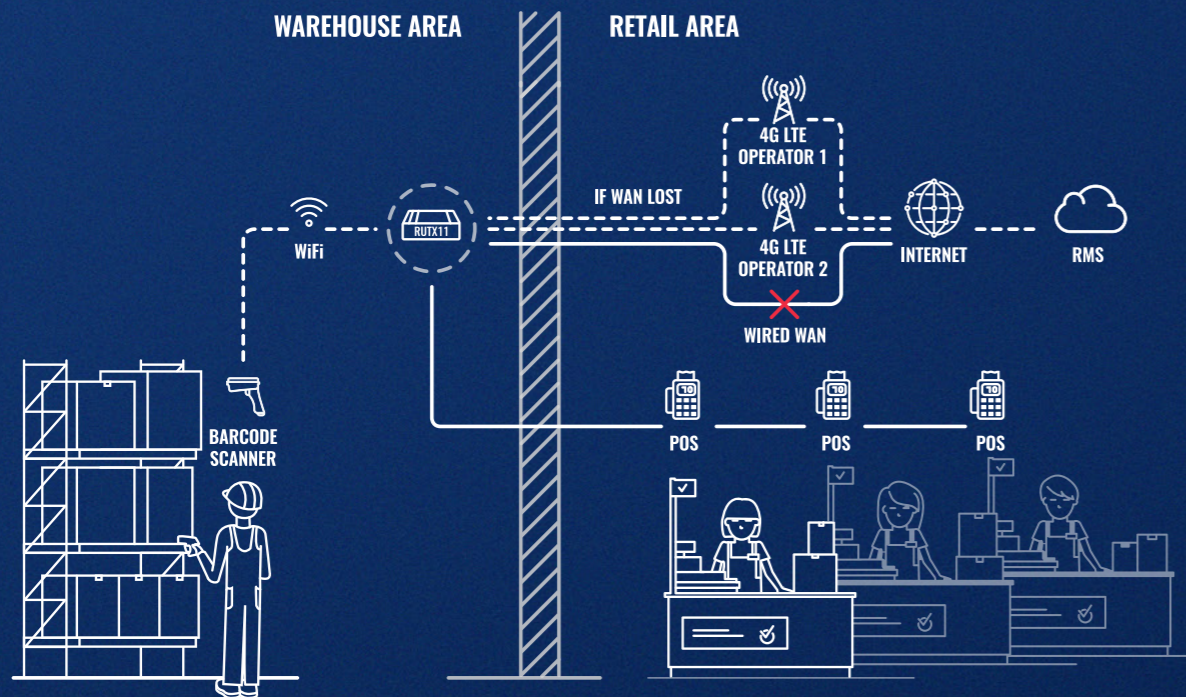 WAREHOUSE AREA
RETAIL AREA
4G LTE
OPERATOR 1
IF WAN LOST
WiFi
RUTX11
4G LTE
OPERATOR 2
INTERNET
RMS
WIRED WAN
BARCODE
SCANNER
POS
POS
POS